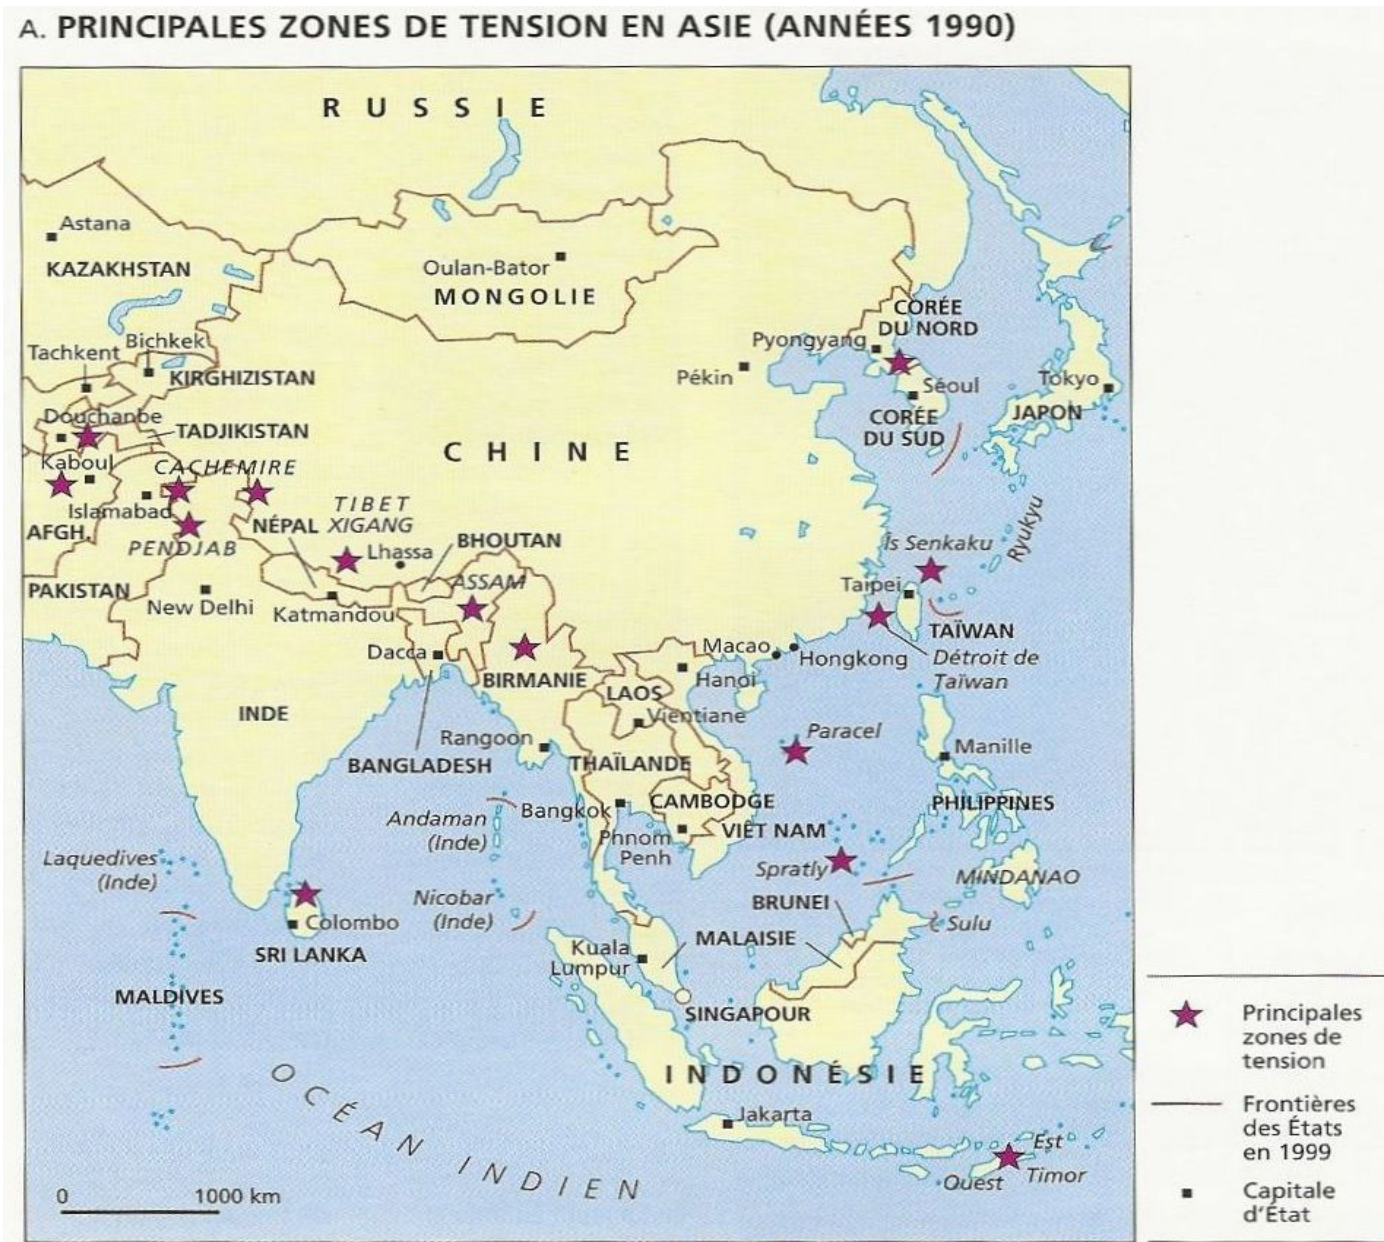 A. PRINCIPALES ZONES DE TENSION EN ASIE (ANNÉES 1990)
RUSSIE
Astana
KAZAKHSTAN
Oulan-Bator
MONGOLIE
CORÉE
DU NORD
Pyongyang
Bichkek
Tachkent
KIRGHIZISTAN
Pékin
Séoul
Tokyo
Douchanbe
TADJIKISTAN
CORÉE
DU SUD
JAPON
CHINE
Kaboul
CACHEMIRE
Islamabad
TIBET
XIGANG
NÉPAL
AFGH.
PENDJAB
Lhassa
BHOUTAN
Is Senkaku
Ryukyu
ASSAM
Taipei
PAKISTAN
New Delhi
Katmandou
TAÏWAN
Détroit de
Taïwan
Dacca
Macao
Hongkong
BIRMANIE
Hanoi
LAOS
INDE
Vientiane
Paracel
Rangoon
Manille
BANGLADESH
THAÏLANDE
Bangkok
CAMBODGE
PHILIPPINES
Andaman
(Inde)
Phnom
Penh
VIÊT NAM
Laquedives
(Inde)
Spratly
MINDANAO
Nicobar
(Inde)
BRUNEI
Colombo
Sulu
SRI LANKA
Kuala
Lumpur
MALAISIE
MALDIVES
SINGAPOUR
INDONÉSIE
OCÉAN INDIEN
Jakarta
Est
Ouest
Timor
0 1000 km
Principales
zones de
tension
Frontières
des États
en 1999
Capitale
d'État